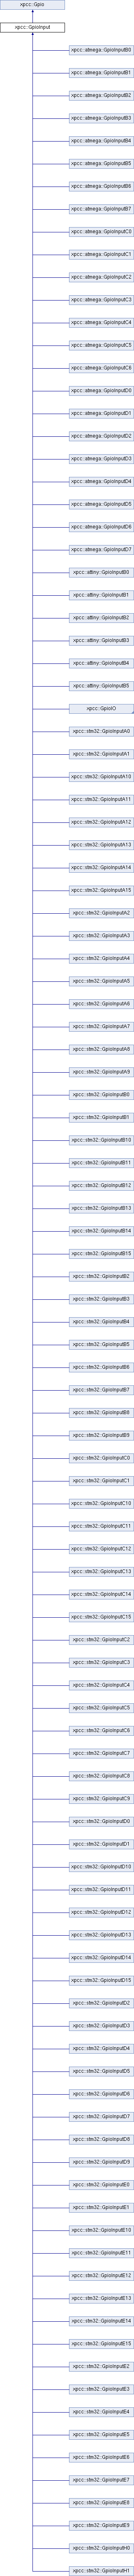 xpcc::Gpio
xpcc::GpioInput
xpcc::atmega::GpioInputB0
xpcc::atmega::GpioInputB1
xpcc::atmega::GpioInputB2
xpcc::atmega::GpioInputB3
xpcc::atmega::GpioInputB4
xpcc::atmega::GpioInputB5
xpcc::atmega::GpioInputB6
xpcc::atmega::GpioInputB7
xpcc::atmega::GpioInputC0
xpcc::atmega::GpioInputC1
xpcc::atmega::GpioInputC2
xpcc::atmega::GpioInputC3
xpcc::atmega::GpioInputC4
xpcc::atmega::GpioInputC5
xpcc::atmega::GpioInputC6
xpcc::atmega::GpioInputD0
xpcc::atmega::GpioInputD1
xpcc::atmega::GpioInputD2
xpcc::atmega::GpioInputD3
xpcc::atmega::GpioInputD4
xpcc::atmega::GpioInputD5
xpcc::atmega::GpioInputD6
xpcc::atmega::GpioInputD7
xpcc::attiny::GpioInputB0
xpcc::attiny::GpioInputB1
xpcc::attiny::GpioInputB2
xpcc::attiny::GpioInputB3
xpcc::attiny::GpioInputB4
xpcc::attiny::GpioInputB5
xpcc::GpioIO
xpcc::stm32::GpioInputA0
xpcc::stm32::GpioInputA1
xpcc::stm32::GpioInputA10
xpcc::stm32::GpioInputA11
xpcc::stm32::GpioInputA12
xpcc::stm32::GpioInputA13
xpcc::stm32::GpioInputA14
xpcc::stm32::GpioInputA15
xpcc::stm32::GpioInputA2
xpcc::stm32::GpioInputA3
xpcc::stm32::GpioInputA4
xpcc::stm32::GpioInputA5
xpcc::stm32::GpioInputA6
xpcc::stm32::GpioInputA7
xpcc::stm32::GpioInputA8
xpcc::stm32::GpioInputA9
xpcc::stm32::GpioInputB0
xpcc::stm32::GpioInputB1
xpcc::stm32::GpioInputB10
xpcc::stm32::GpioInputB11
xpcc::stm32::GpioInputB12
xpcc::stm32::GpioInputB13
xpcc::stm32::GpioInputB14
xpcc::stm32::GpioInputB15
xpcc::stm32::GpioInputB2
xpcc::stm32::GpioInputB3
xpcc::stm32::GpioInputB4
xpcc::stm32::GpioInputB5
xpcc::stm32::GpioInputB6
xpcc::stm32::GpioInputB7
xpcc::stm32::GpioInputB8
xpcc::stm32::GpioInputB9
xpcc::stm32::GpioInputC0
xpcc::stm32::GpioInputC1
xpcc::stm32::GpioInputC10
xpcc::stm32::GpioInputC11
xpcc::stm32::GpioInputC12
xpcc::stm32::GpioInputC13
xpcc::stm32::GpioInputC14
xpcc::stm32::GpioInputC15
xpcc::stm32::GpioInputC2
xpcc::stm32::GpioInputC3
xpcc::stm32::GpioInputC4
xpcc::stm32::GpioInputC5
xpcc::stm32::GpioInputC6
xpcc::stm32::GpioInputC7
xpcc::stm32::GpioInputC8
xpcc::stm32::GpioInputC9
xpcc::stm32::GpioInputD0
xpcc::stm32::GpioInputD1
xpcc::stm32::GpioInputD10
xpcc::stm32::GpioInputD11
xpcc::stm32::GpioInputD12
xpcc::stm32::GpioInputD13
xpcc::stm32::GpioInputD14
xpcc::stm32::GpioInputD15
xpcc::stm32::GpioInputD2
xpcc::stm32::GpioInputD3
xpcc::stm32::GpioInputD4
xpcc::stm32::GpioInputD5
xpcc::stm32::GpioInputD6
xpcc::stm32::GpioInputD7
xpcc::stm32::GpioInputD8
xpcc::stm32::GpioInputD9
xpcc::stm32::GpioInputE0
xpcc::stm32::GpioInputE1
xpcc::stm32::GpioInputE10
xpcc::stm32::GpioInputE11
xpcc::stm32::GpioInputE12
xpcc::stm32::GpioInputE13
xpcc::stm32::GpioInputE14
xpcc::stm32::GpioInputE15
xpcc::stm32::GpioInputE2
xpcc::stm32::GpioInputE3
xpcc::stm32::GpioInputE4
xpcc::stm32::GpioInputE5
xpcc::stm32::GpioInputE6
xpcc::stm32::GpioInputE7
xpcc::stm32::GpioInputE8
xpcc::stm32::GpioInputE9
xpcc::stm32::GpioInputH0
xpcc::stm32::GpioInputH1